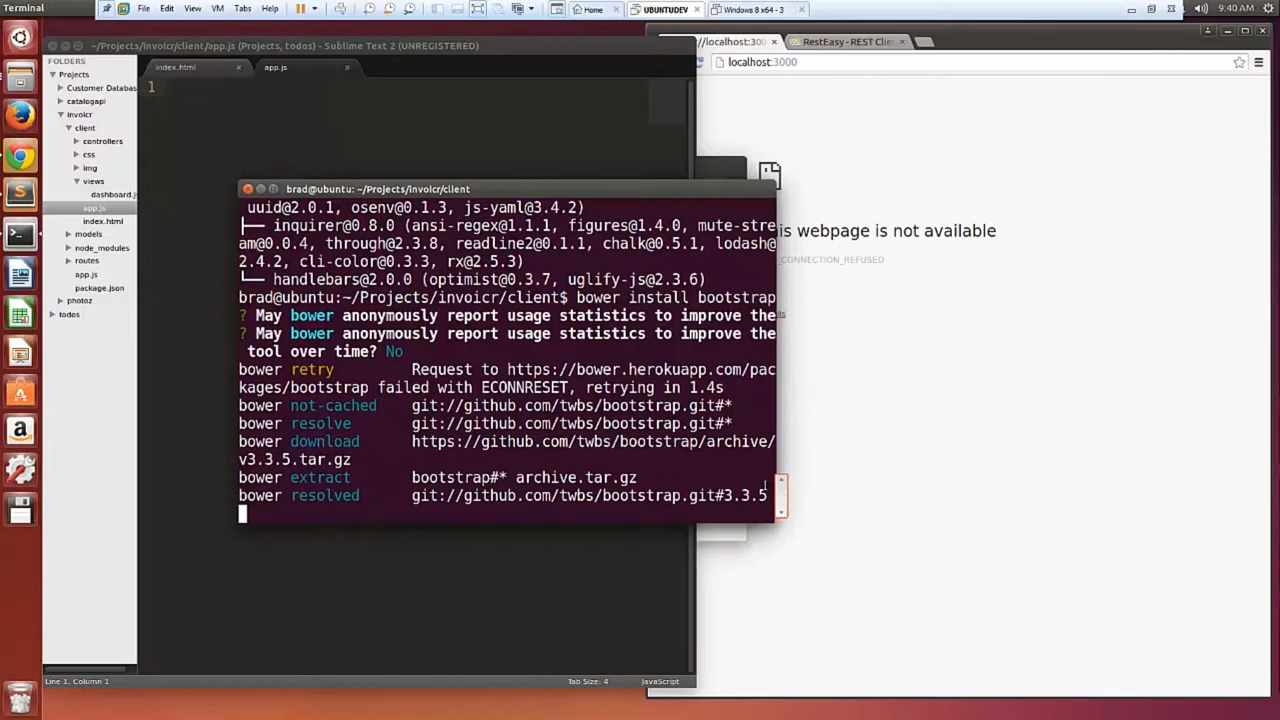 Terminal
File Edit View VM Tabs Help
Home
UBUNTUDEV
Windows 8 x64 - 3
9:40 AM
~/Projects/invoicr/client/app.js (Projects, todos) - Sublime Text 2 (UNREGISTERED)
//localhost:300
RestEasy - REST Clie
localhost:3000
FOLDERS
Projects
Customer Databas
catalogapi
invoicr
client
controllers
css
img
views
dashboard.j
app.js
index.html
models
node_modules
routes
app.js
package.json
photoz
todos
index.html
app.js
1
brad@ubuntu: ~/Projects/invoicr/client
uuid@2.0.1, osenv@0.1.3, js-yaml@3.4.2)
├── inquirer@0.8.0 (ansi-regex@1.1.1, figures@1.4.0, mute-stre
am@0.0.4, through@2.3.8, readline2@0.1.1, chalk@0.5.1, lodash@
2.4.2, cli-color@0.3.3, rx@2.5.3)
└── handlebars@2.0.0 (optimist@0.3.7, uglify-js@2.3.6)
brad@ubuntu:~/Projects/invoicr/client$ bower install bootstrap
? May bower anonymously report usage statistics to improve the
? May bower anonymously report usage statistics to improve the
tool over time? No
bower retry Request to https://bower.herokuapp.com/pac
kages/bootstrap failed with ECONNRESET, retrying in 1.4s
bower not-cached git://github.com/twbs/bootstrap.git#*
bower resolve git://github.com/twbs/bootstrap.git#*
bower download https://github.com/twbs/bootstrap/archive/
v3.3.5.tar.gz
bower extract bootstrap#* archive.tar.gz
bower resolved git://github.com/twbs/bootstrap.git#3.3.5
is webpage is not available
_CONNECTION_REFUSED
Line 1, Column 1
Tab Size: 4
JavaScript